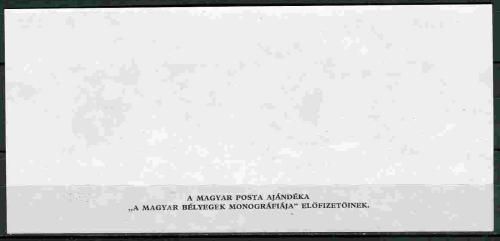 A MAGYAR POSTA AJÁNDÉKA
„A MAGYAR BÉLYEGEK MONOGRÁFIÁJA” ELŐFIZETŐINEK.